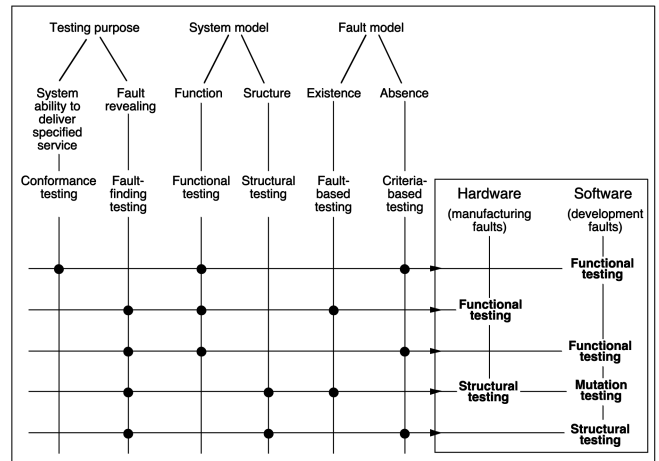 Testing purpose System model Fault model
System ability to deliver specified service
Fault revealing
Function
Sructure
Existence
Absence
Conformance testing
Fault-finding testing
Functional testing
Structural testing
Fault-based testing
Criteria-based testing
Hardware
(manufacturing faults)
Software
(development faults)
Functional testing
Functional testing
Functional testing
Structural testing
Mutation testing
Structural testing